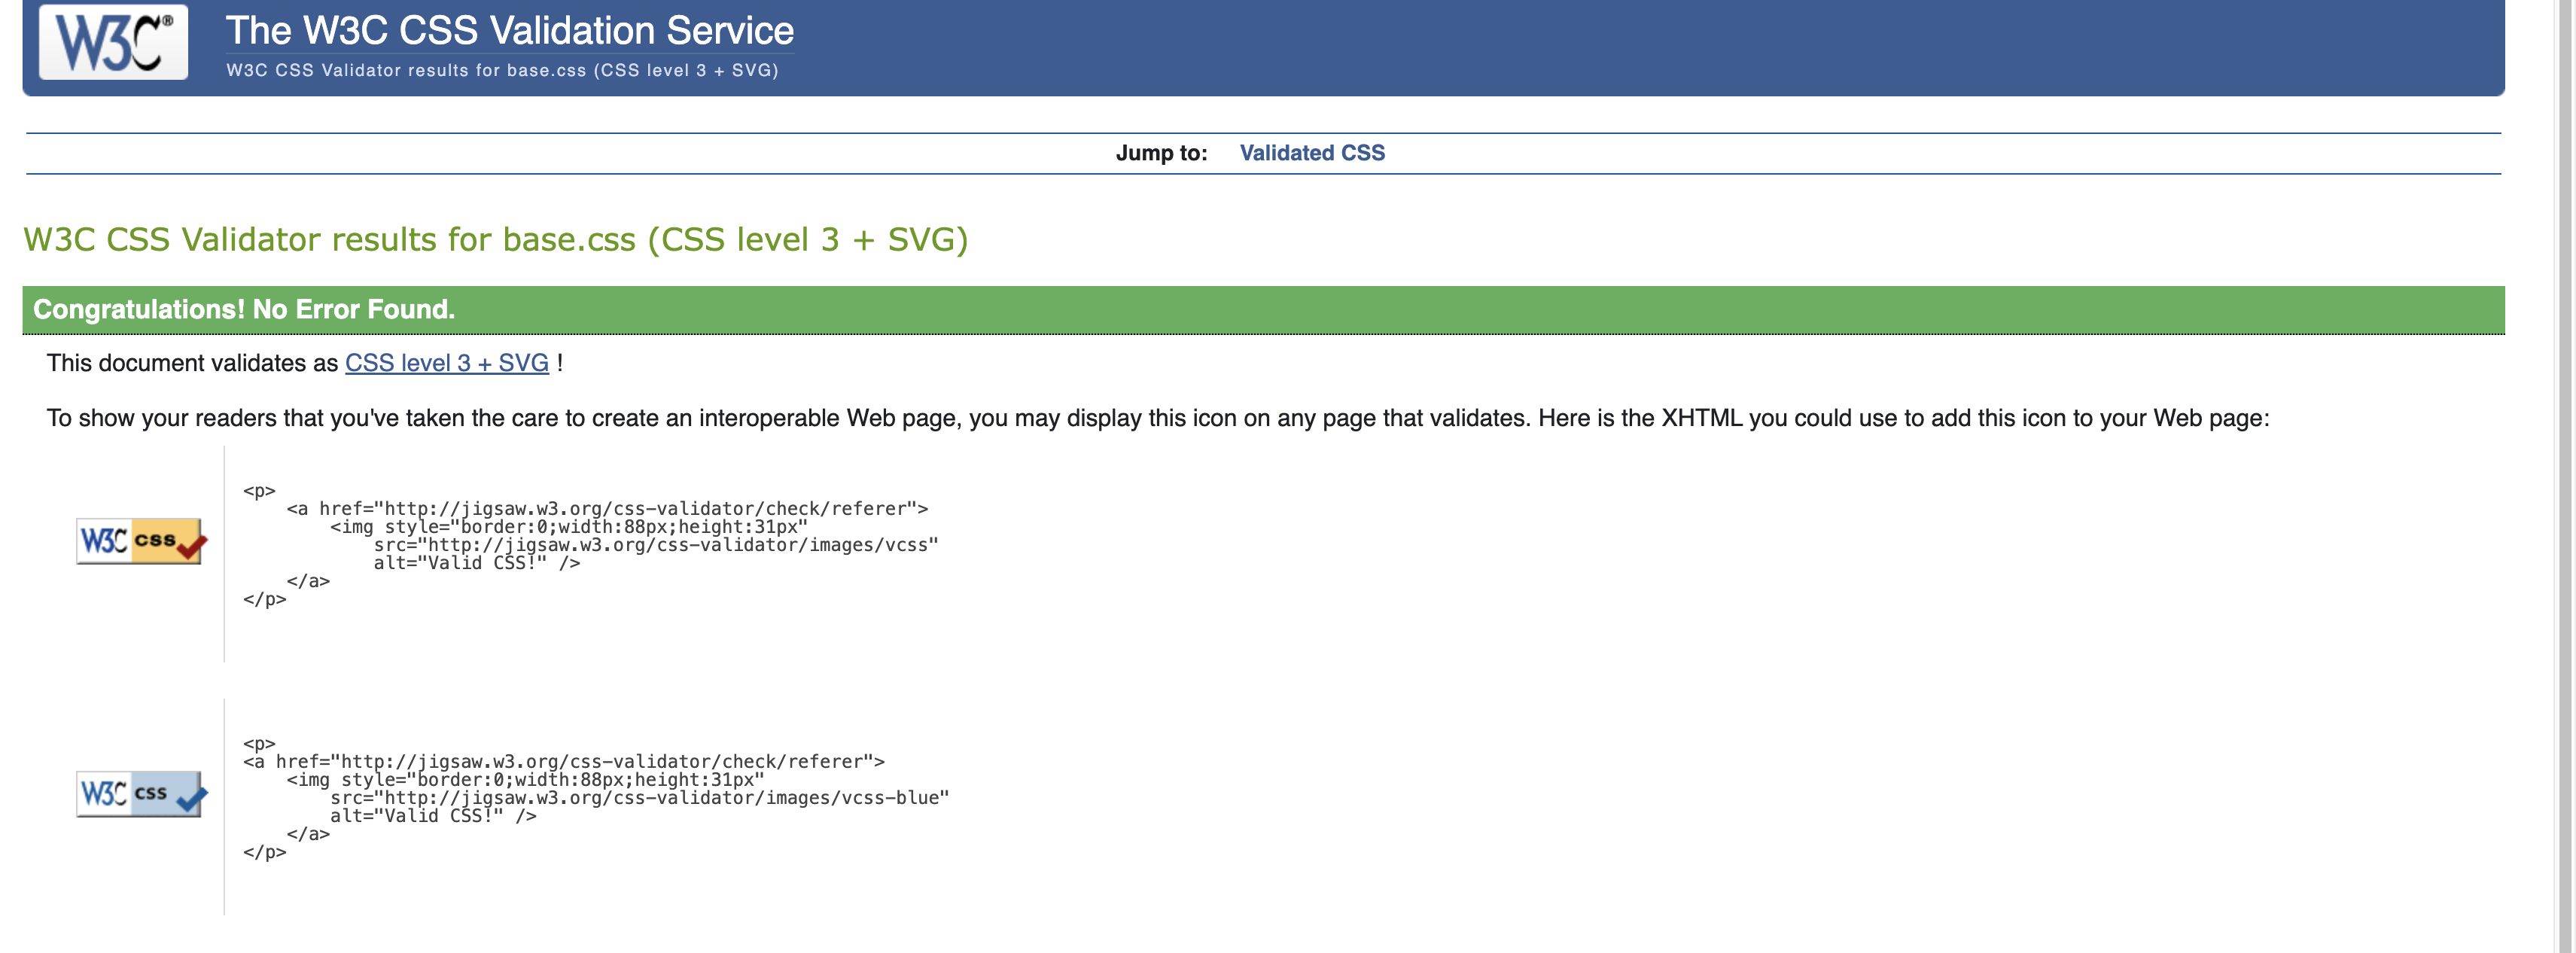 W3C®
The W3C CSS Validation Service
W3C CSS Validator results for base.css (CSS level 3 + SVG)
Jump to: Validated CSS
W3C CSS Validator results for base.css (CSS level 3 + SVG)
Congratulations! No Error Found.
This document validates as CSS level 3 + SVG !
To show your readers that you've taken the care to create an interoperable Web page, you may display this icon on any page that validates. Here is the XHTML you could use to add this icon to your Web page:
W3C css
<p>
    <a href="http://jigsaw.w3.org/css-validator/check/referer">
        <img style="border:0;width:88px;height:31px"
            src="http://jigsaw.w3.org/css-validator/images/vcss"
            alt="Valid CSS!" />
    </a>
</p>
W3C css
<p>
<a href="http://jigsaw.w3.org/css-validator/check/referer">
    <img style="border:0;width:88px;height:31px"
        src="http://jigsaw.w3.org/css-validator/images/vcss-blue"
        alt="Valid CSS!" />
    </a>
</p>